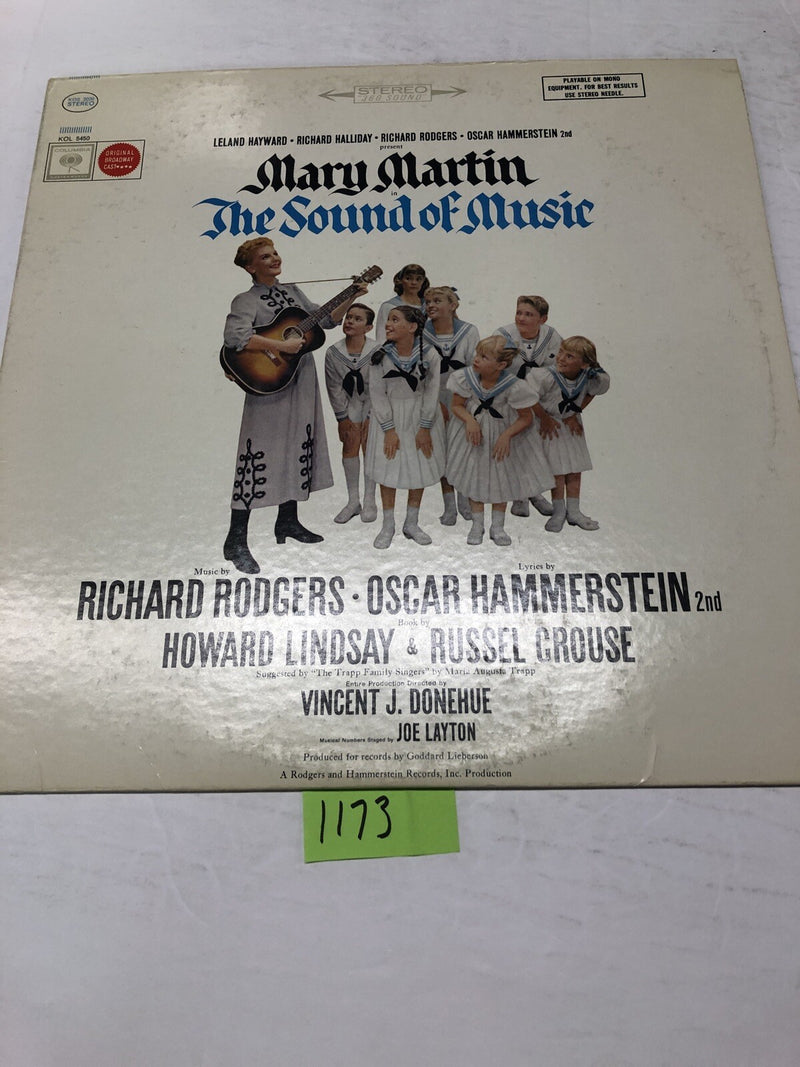 STEREO
360 SOUND
PLAYABLE ON MONO
EQUIPMENT. FOR BEST RESULTS
USE STEREO NEEDLE.
STEREO
KOL 5450
COLUMBIA
ORIGINAL
BROADWAY
CAST
LELAND HAYWARD • RICHARD HALLIDAY • RICHARD RODGERS • OSCAR HAMMERSTEIN 2nd
present
Mary Martin
in
The Sound of Music
Music by
Lyrics by
RICHARD RODGERS • OSCAR HAMMERSTEIN 2nd
Book by
HOWARD LINDSAY & RUSSEL CROUSE
Suggested by "The Trapp Family Singers" by Maria Augusta Trapp
Entire Production Directed by
VINCENT J. DONEHUE
Musical Numbers Staged by JOE LAYTON
Produced for records by Goddard Lieberson
A Rodgers and Hammerstein Records, Inc. Production
1173